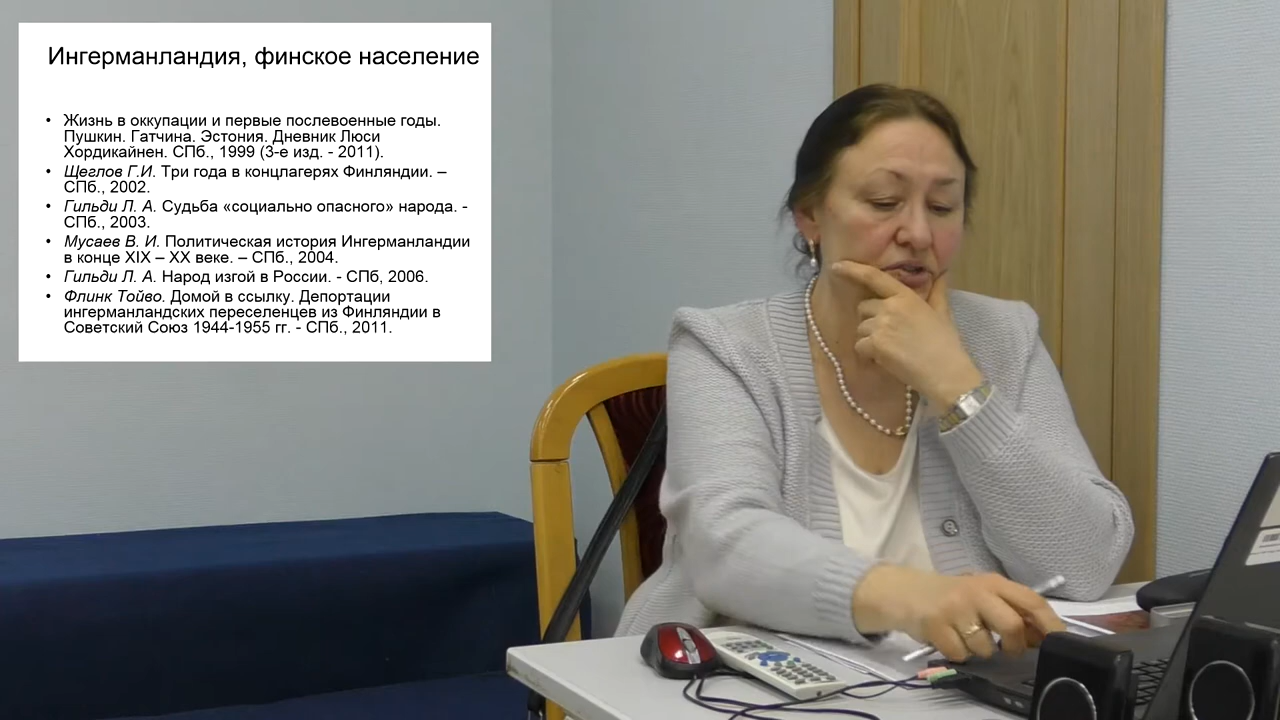 Ингерманландия, финское население
• Жизнь в оккупации и первые послевоенные годы.
Пушкин. Гатчина. Эстония. Дневник Люси
Хордикайнен. СПб., 1999 (3-е изд. - 2011).
• Щеглов Г.И. Три года в концлагерях Финляндии. –
СПб., 2002.
• Гильди Л. А. Судьба «социально опасного» народа. -
СПб., 2003.
• Мусаев В. И. Политическая история Ингерманландии
в конце XIX – XX веке. – СПб., 2004.
• Гильди Л. А. Народ изгой в России. - СПб, 2006.
• Флинк Тойво. Домой в ссылку. Депортации
ингерманландских переселенцев из Финляндии в
Советский Союз 1944-1955 гг. - СПб., 2011.